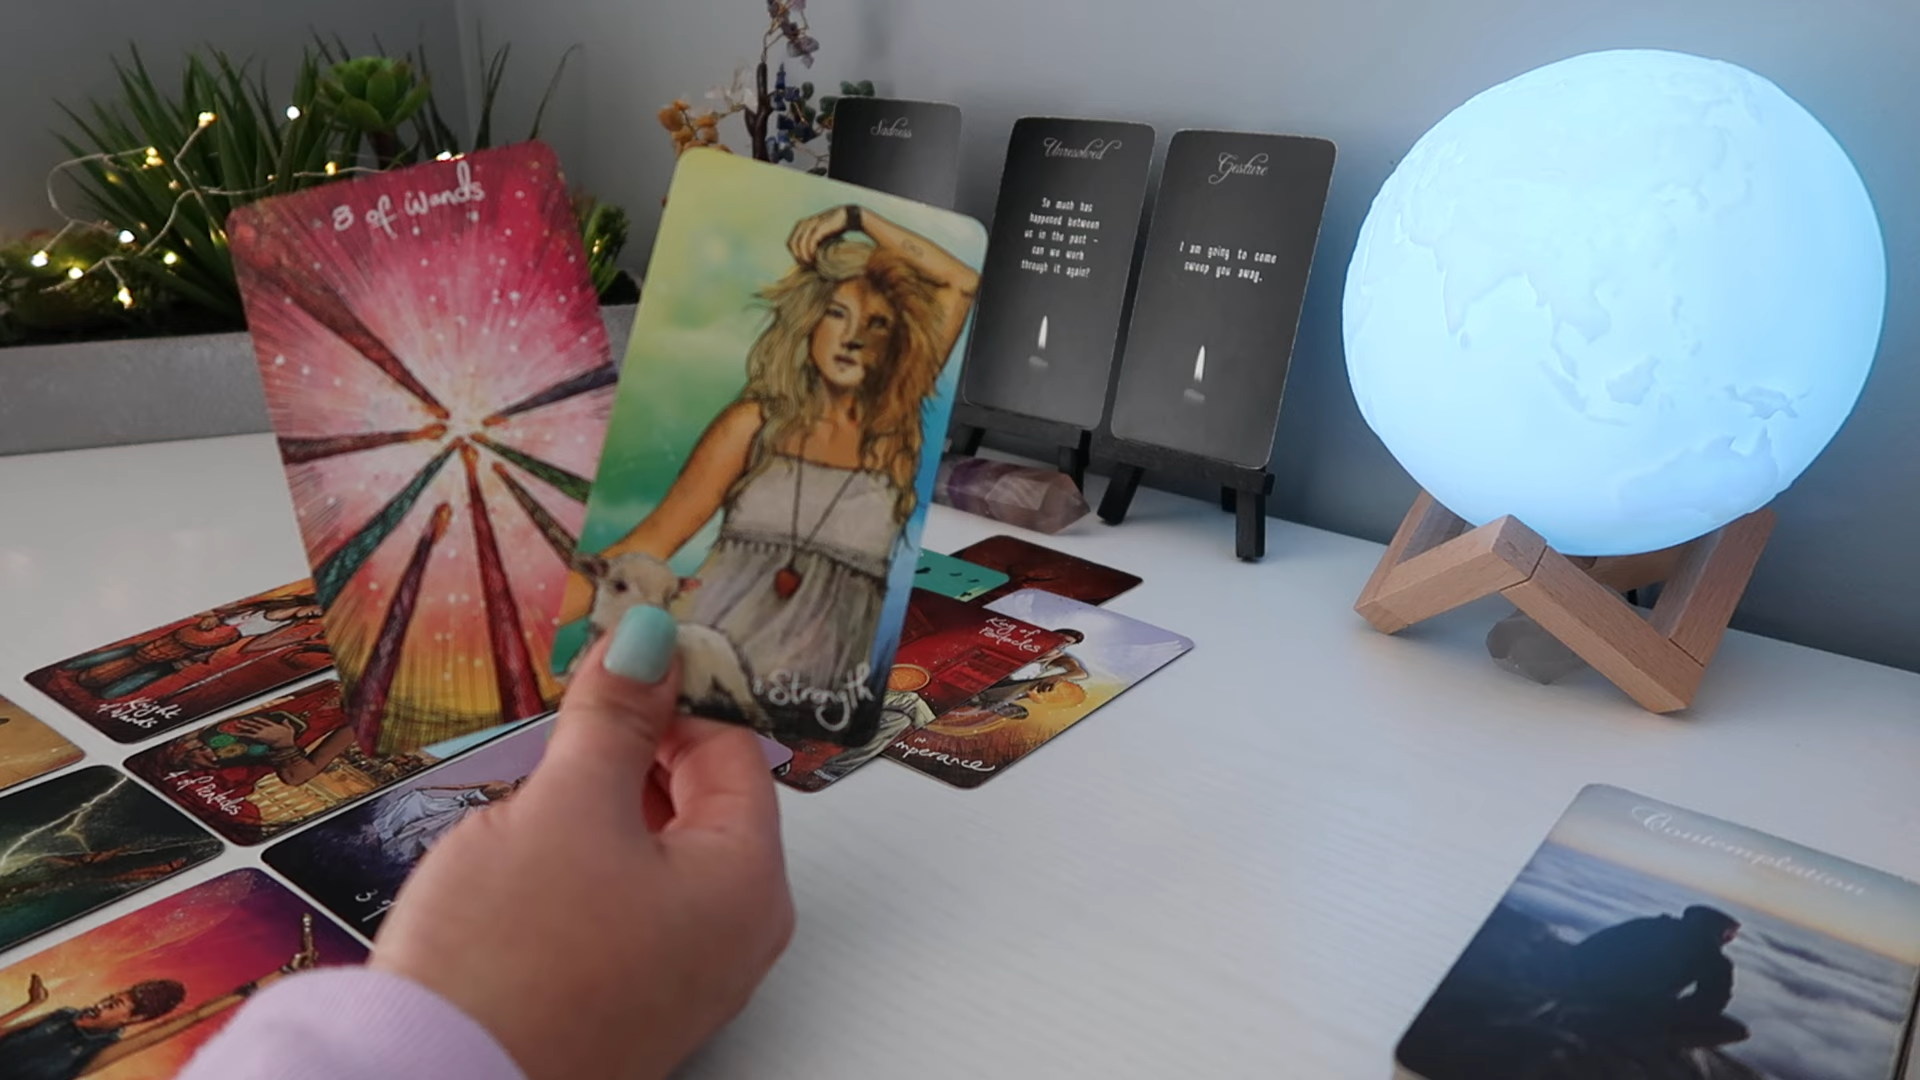 8 of Wands
Strength
Sadness
Unresolved
So much has
happened between
us in the past -
can we work
through it again?
Gesture
I am going to come
sweep you away.
King of
Pentacles
Knight
of Wands
4 of Pentacles
mperance
3
Contemplation